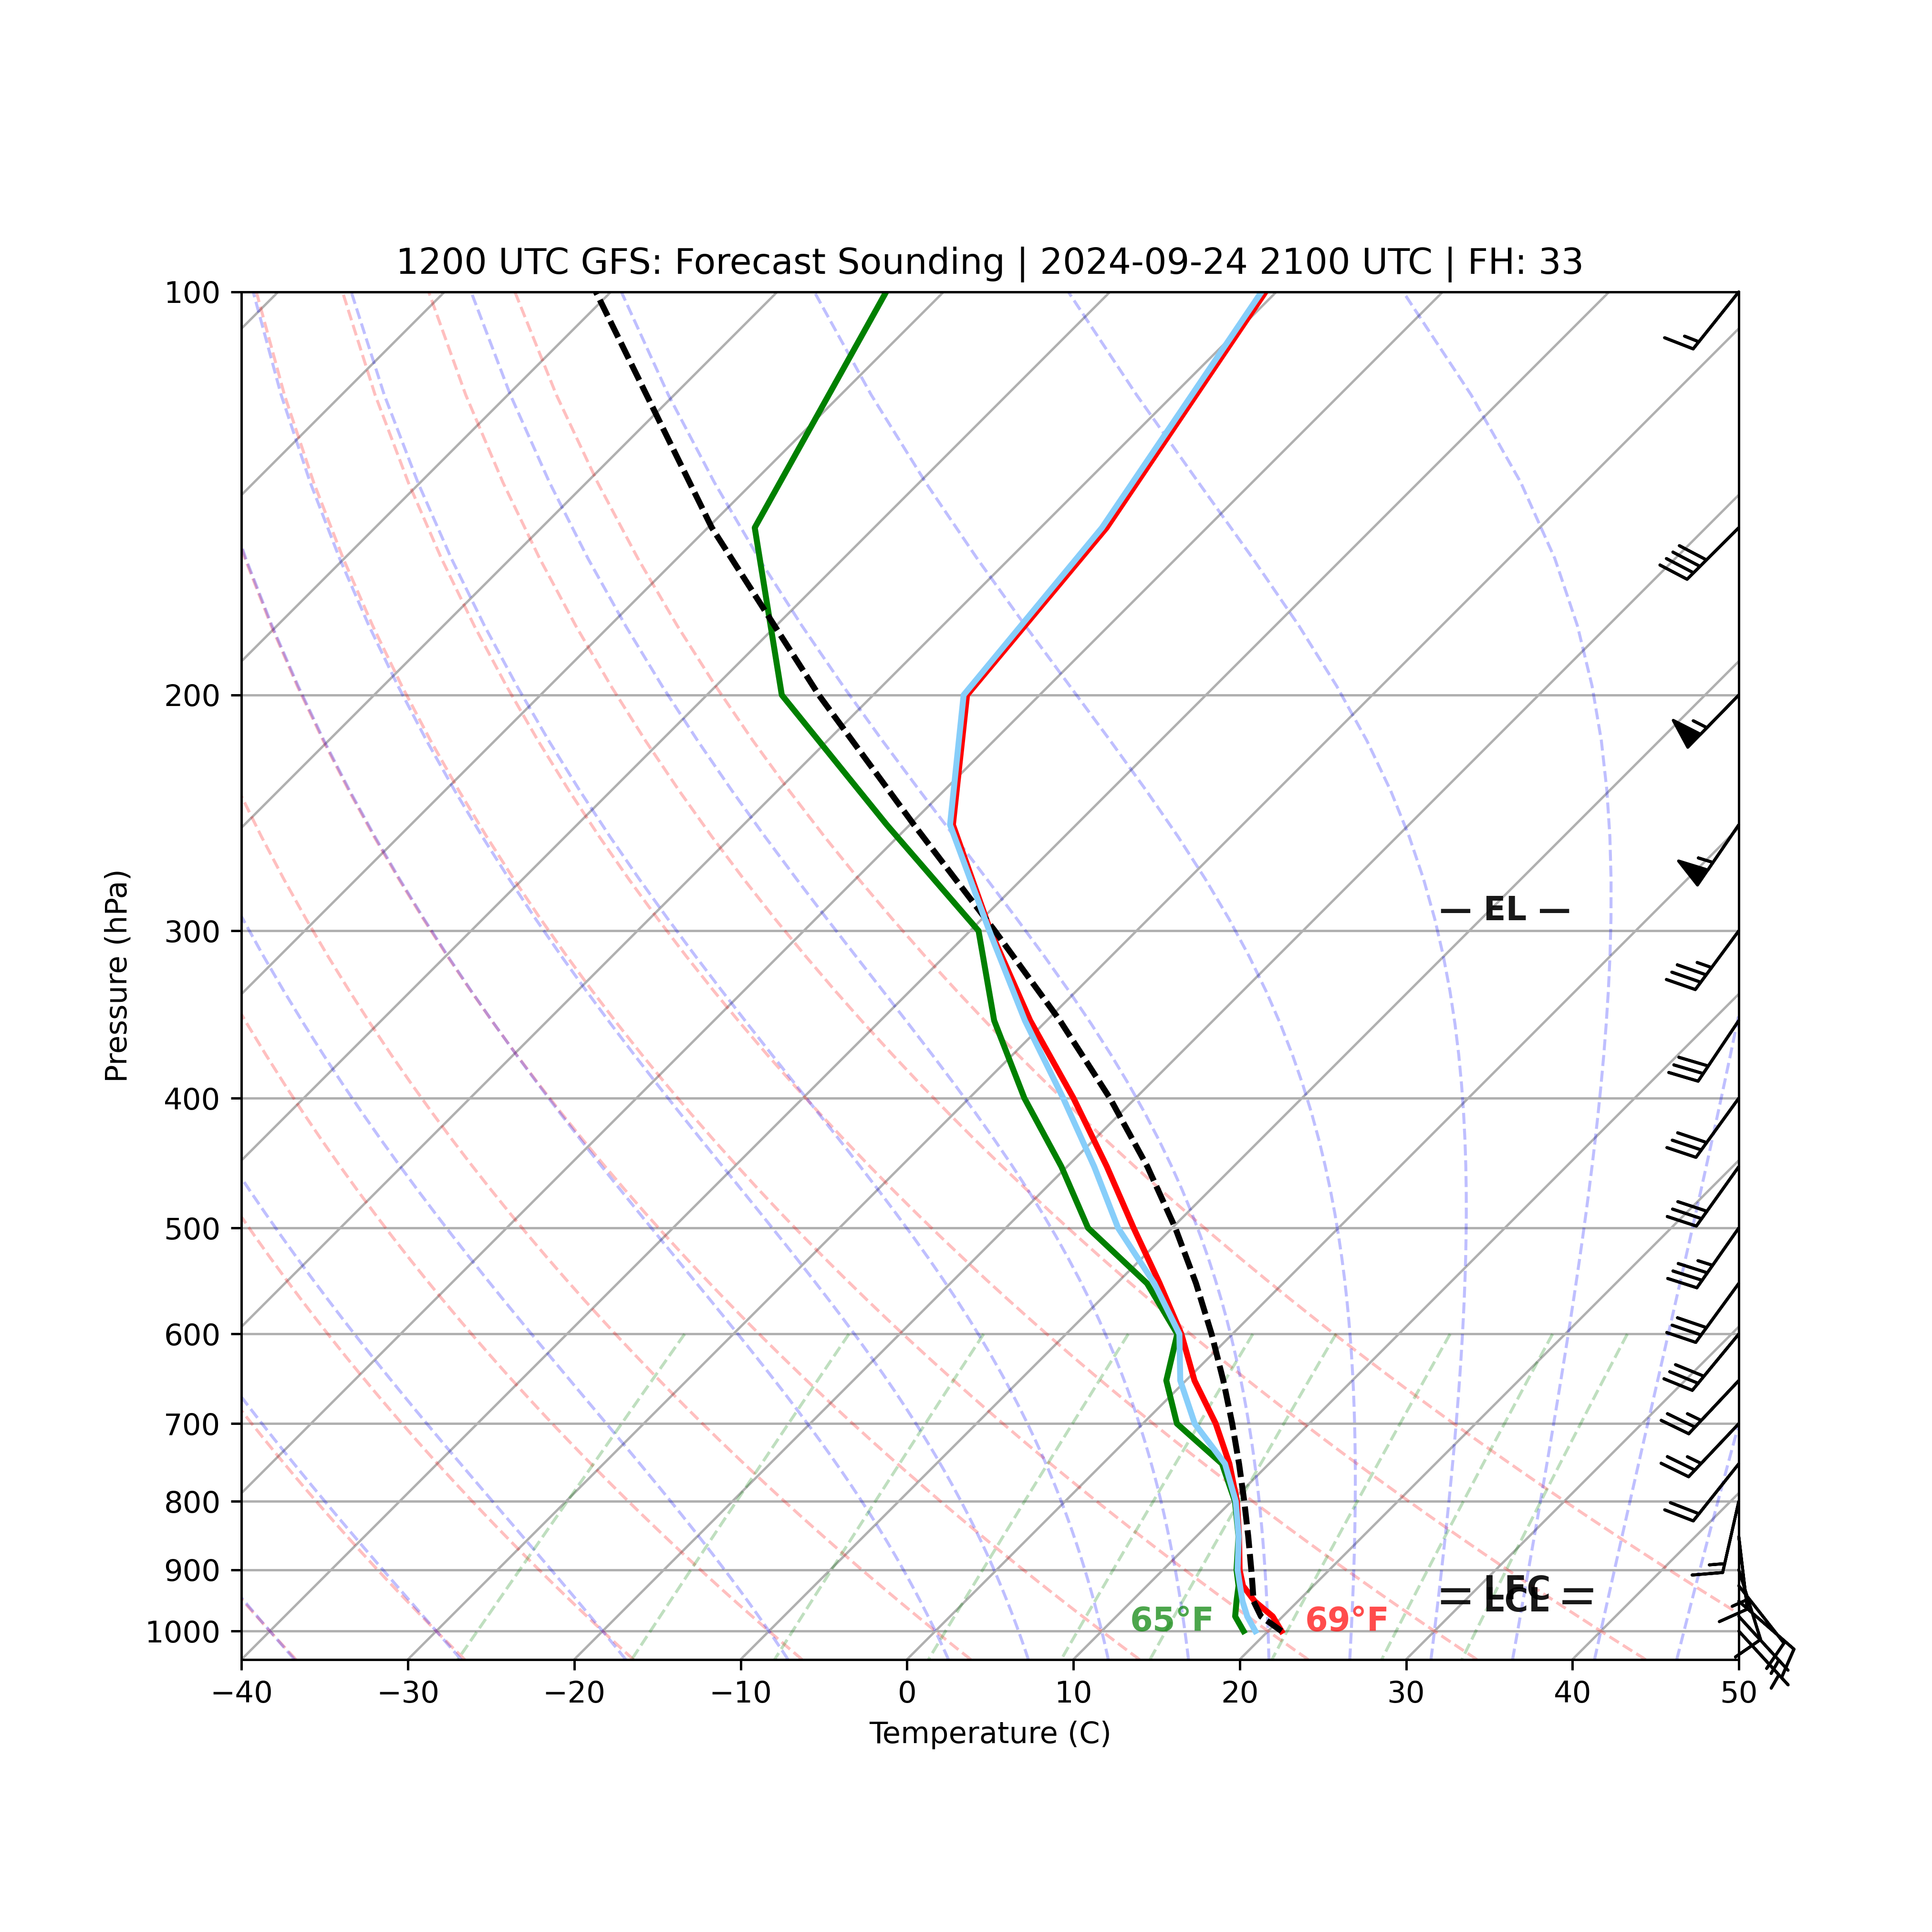 1200 UTC GFS: Forecast Sounding | 2024-09-24 2100 UTC | FH: 33
100
200
300
400
500
600
700
800
900
1000
Pressure (hPa)
— EL —
— LFC —
— LCL —
65°F
69°F
−40 −30 −20 −10 0 10 20 30 40 50
Temperature (C)